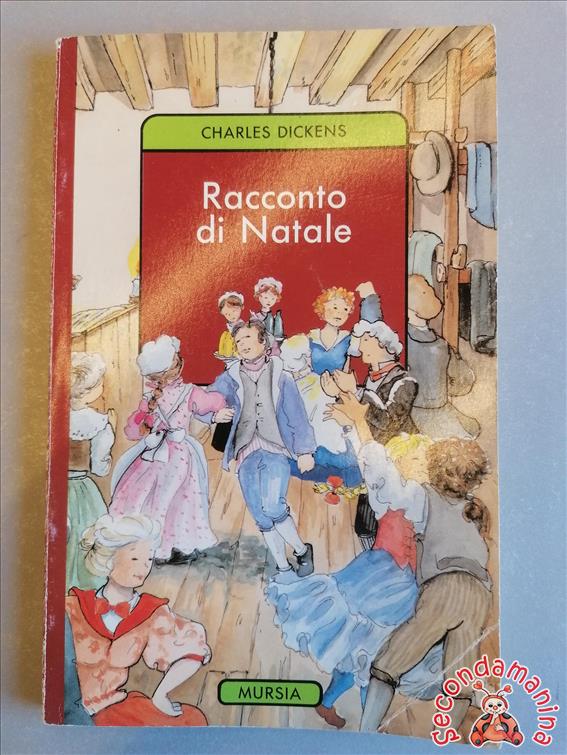 CHARLES DICKENS
Racconto
di Natale
MURSIA
secondamanina